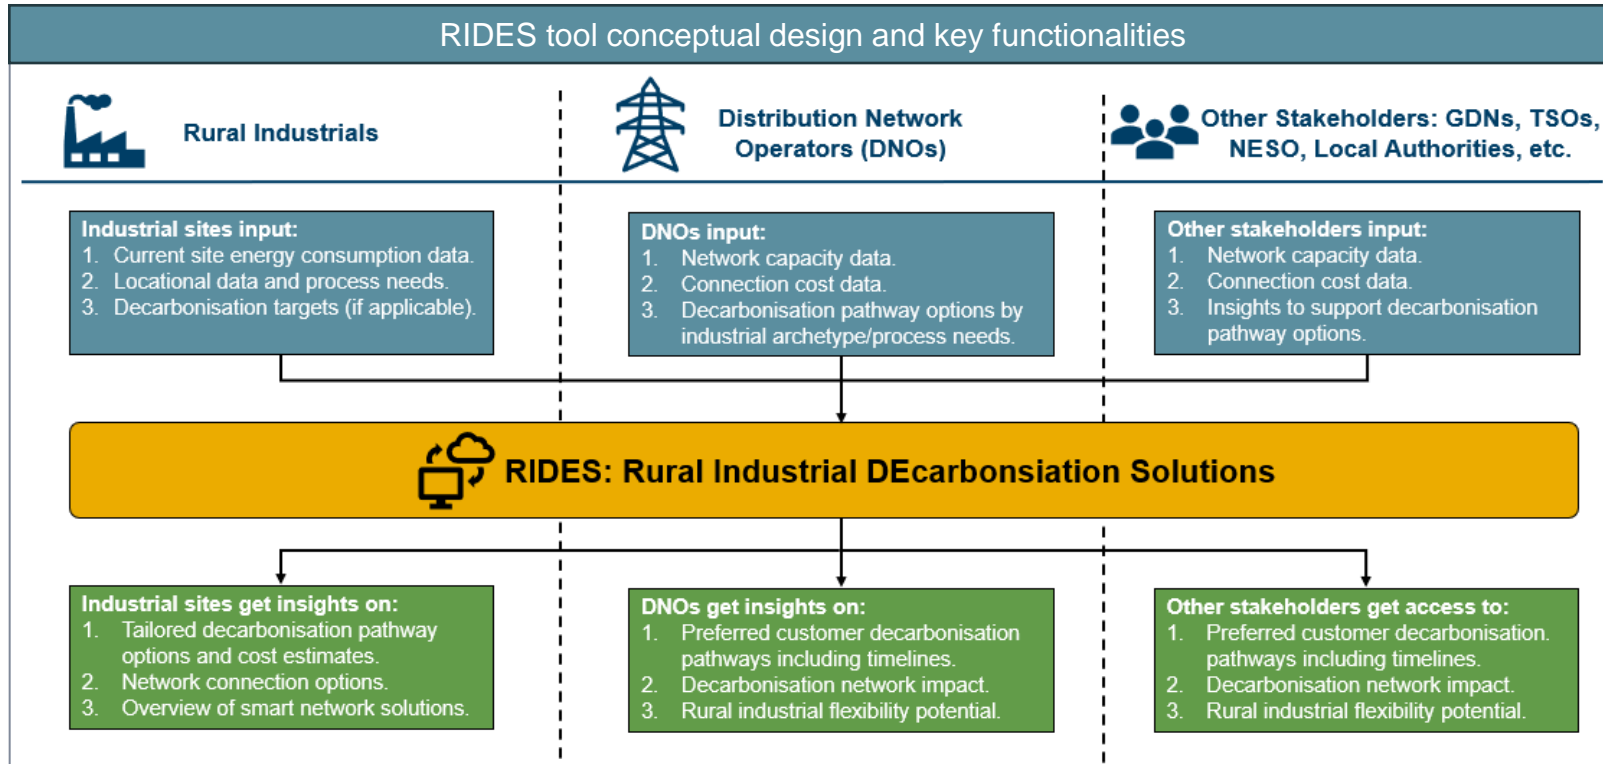 RIDES tool conceptual design and key functionalities
Rural Industrials
Distribution Network
Operators (DNOs)
Other Stakeholders: GDNs, TSOs,
NESO, Local Authorities, etc.
Industrial sites input:
1. Current site energy consumption data.
2. Locational data and process needs.
3. Decarbonisation targets (if applicable).
DNOs input:
1. Network capacity data.
2. Connection cost data.
3. Decarbonisation pathway options by
industrial archetype/process needs.
Other stakeholders input:
1. Network capacity data.
2. Connection cost data.
3. Insights to support decarbonisation
pathway options.
RIDES: Rural Industrial DEcarbonsiation Solutions
Industrial sites get insights on:
1. Tailored decarbonisation pathway
options and cost estimates.
2. Network connection options.
3. Overview of smart network solutions.
DNOs get insights on:
1. Preferred customer decarbonisation
pathways including timelines.
2. Decarbonisation network impact.
3. Rural industrial flexibility potential.
Other stakeholders get access to:
1. Preferred customer decarbonisation.
pathways including timelines.
2. Decarbonisation network impact.
3. Rural industrial flexibility potential.